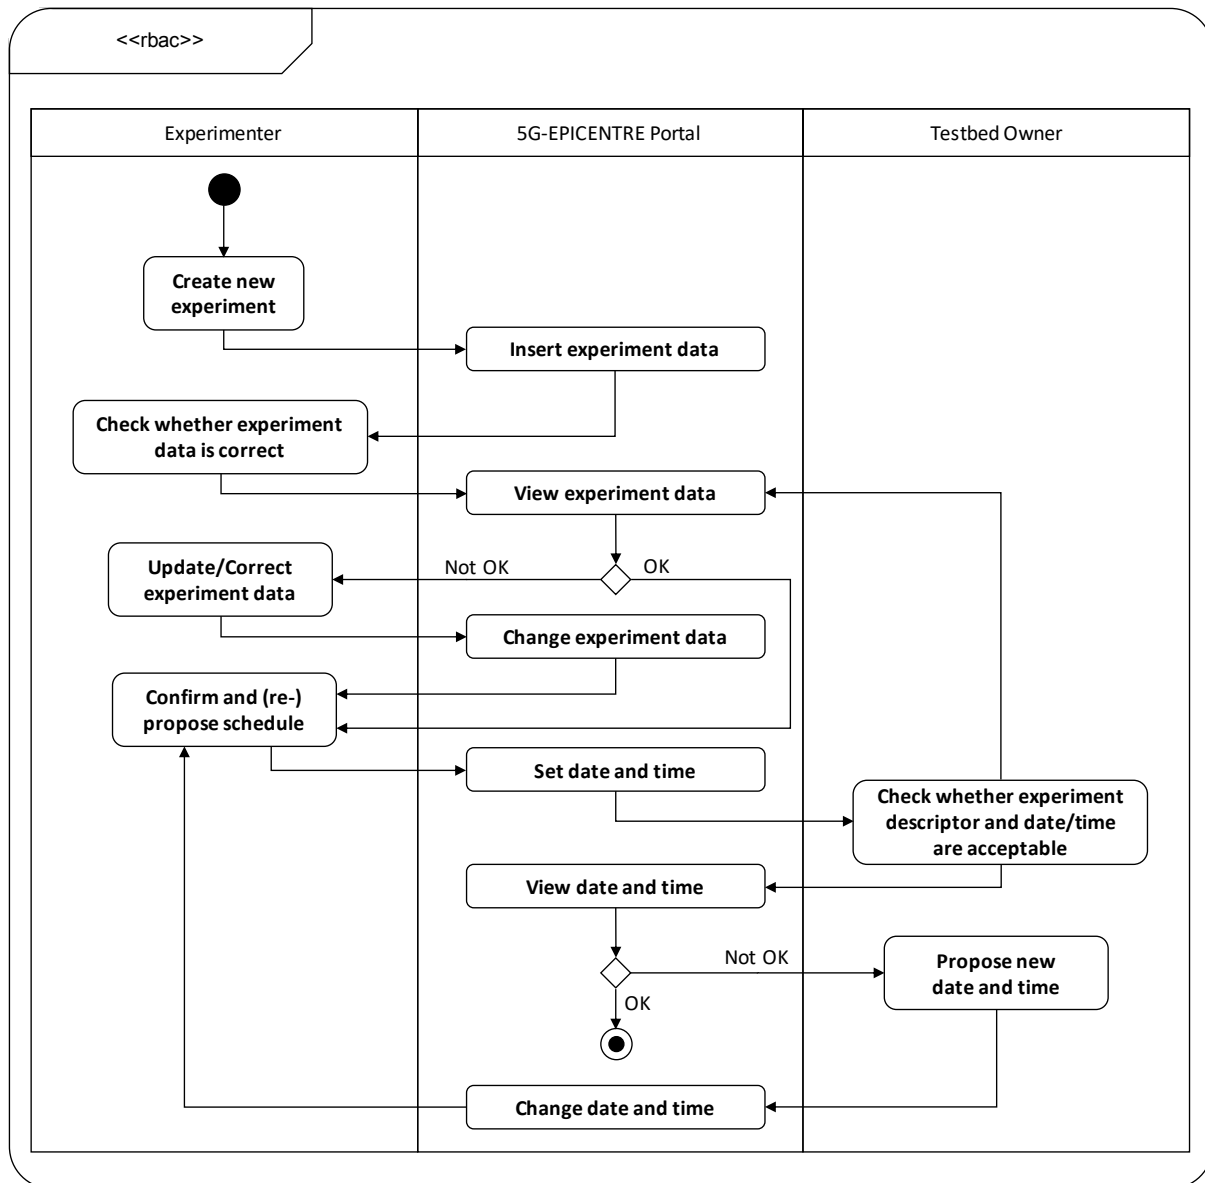 <<rbac>>
Experimenter
5G-EPICENTRE Portal
Testbed Owner
Create new
experiment
Insert experiment data
Check whether experiment
data is correct
View experiment data
Not OK
OK
Update/Correct
experiment data
Change experiment data
Confirm and (re-)
propose schedule
Set date and time
Check whether experiment
descriptor and date/time
are acceptable
View date and time
Not OK
Propose new
date and time
OK
Change date and time